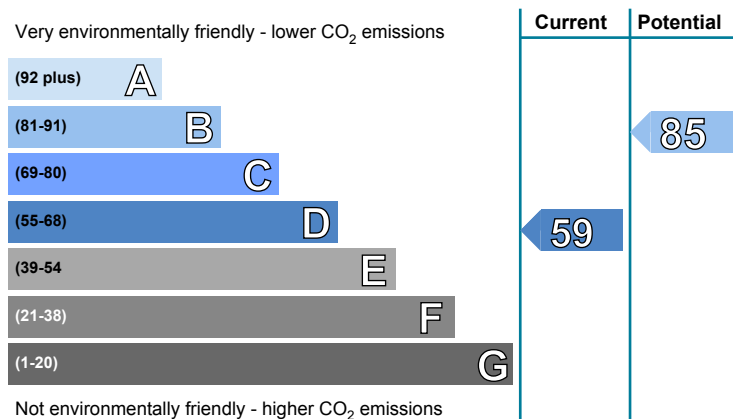 Very environmentally friendly - lower CO₂ emissions
Current
Potential
(92 plus) A
(81-91) B
85
(69-80) C
(55-68) D
59
(39-54 E
(21-38) F
(1-20) G
Not environmentally friendly - higher CO₂ emissions